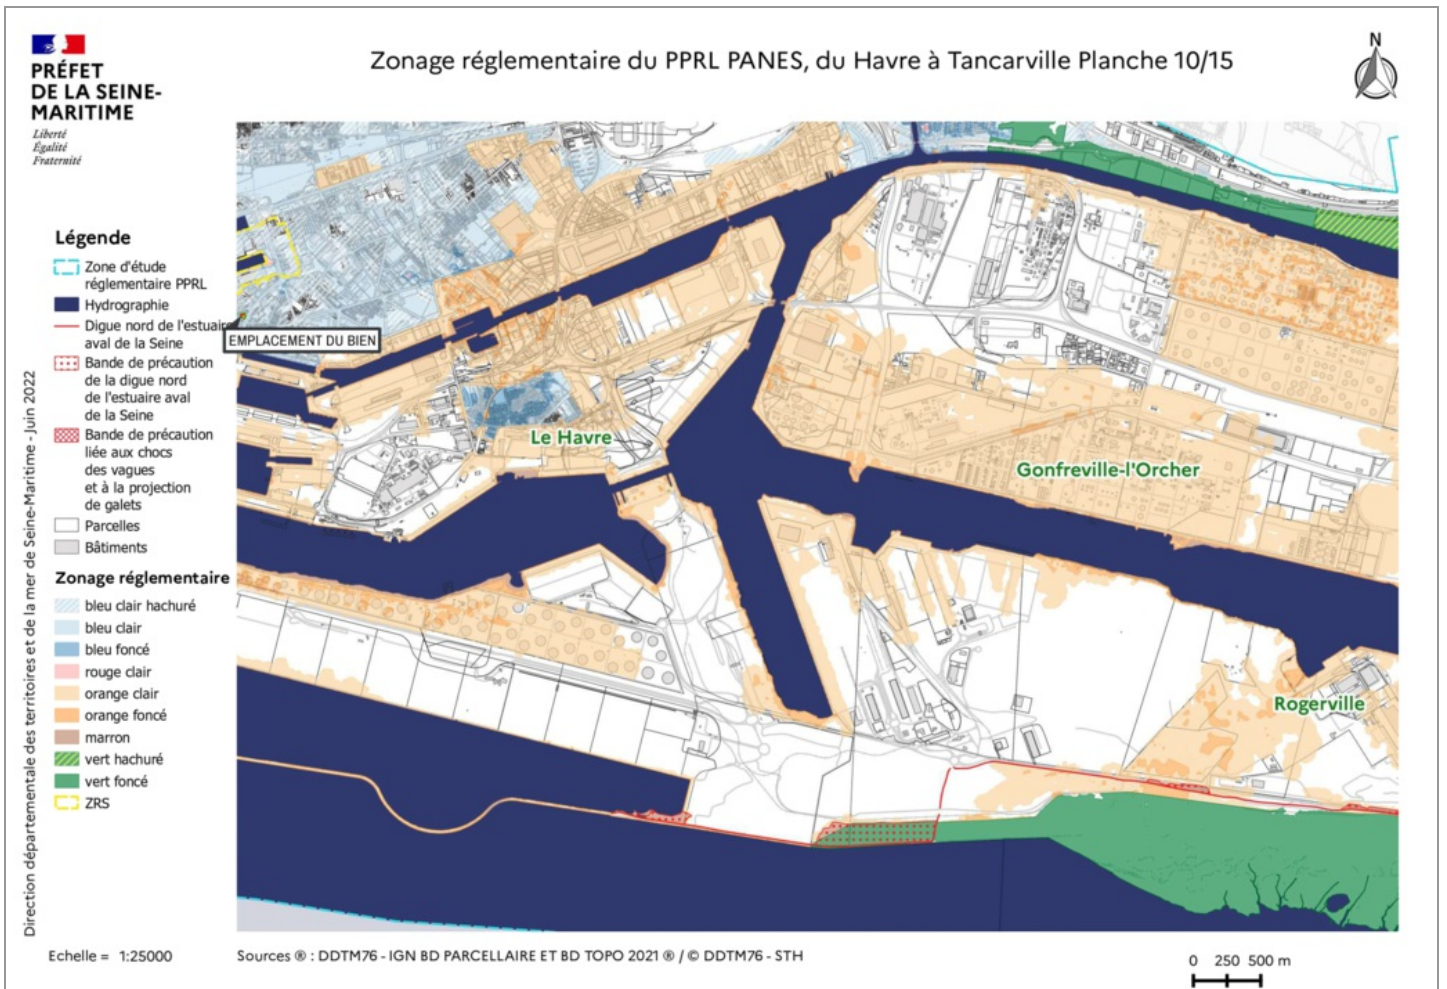 PRÉFET
DE LA SEINE-
MARITIME
Liberté
Égalité
Fraternité
Zonage réglementaire du PPRL PANES, du Havre à Tancarville Planche 10/15
N
Légende
Zone d'étude
réglementaire PPRL
Hydrographie
Digue nord de l'estuaire
aval de la Seine
Bande de précaution
de la digue nord
de l'estuaire aval
de la Seine
Bande de précaution
liée aux chocs
des vagues
et à la projection
de galets
Parcelles
Bâtiments
Zonage réglementaire
bleu clair hachuré
bleu clair
bleu foncé
rouge clair
orange clair
orange foncé
marron
vert hachuré
vert foncé
ZRS
EMPLACEMENT DU BIEN
Le Havre
Gonfreville-l'Orcher
Rogerville
Direction départementale des territoires et de la mer de Seine-Maritime - Juin 2022
Echelle = 1:25000
Sources ® : DDTM76 - IGN BD PARCELLAIRE ET BD TOPO 2021 ® / © DDTM76 - STH
0 250 500 m